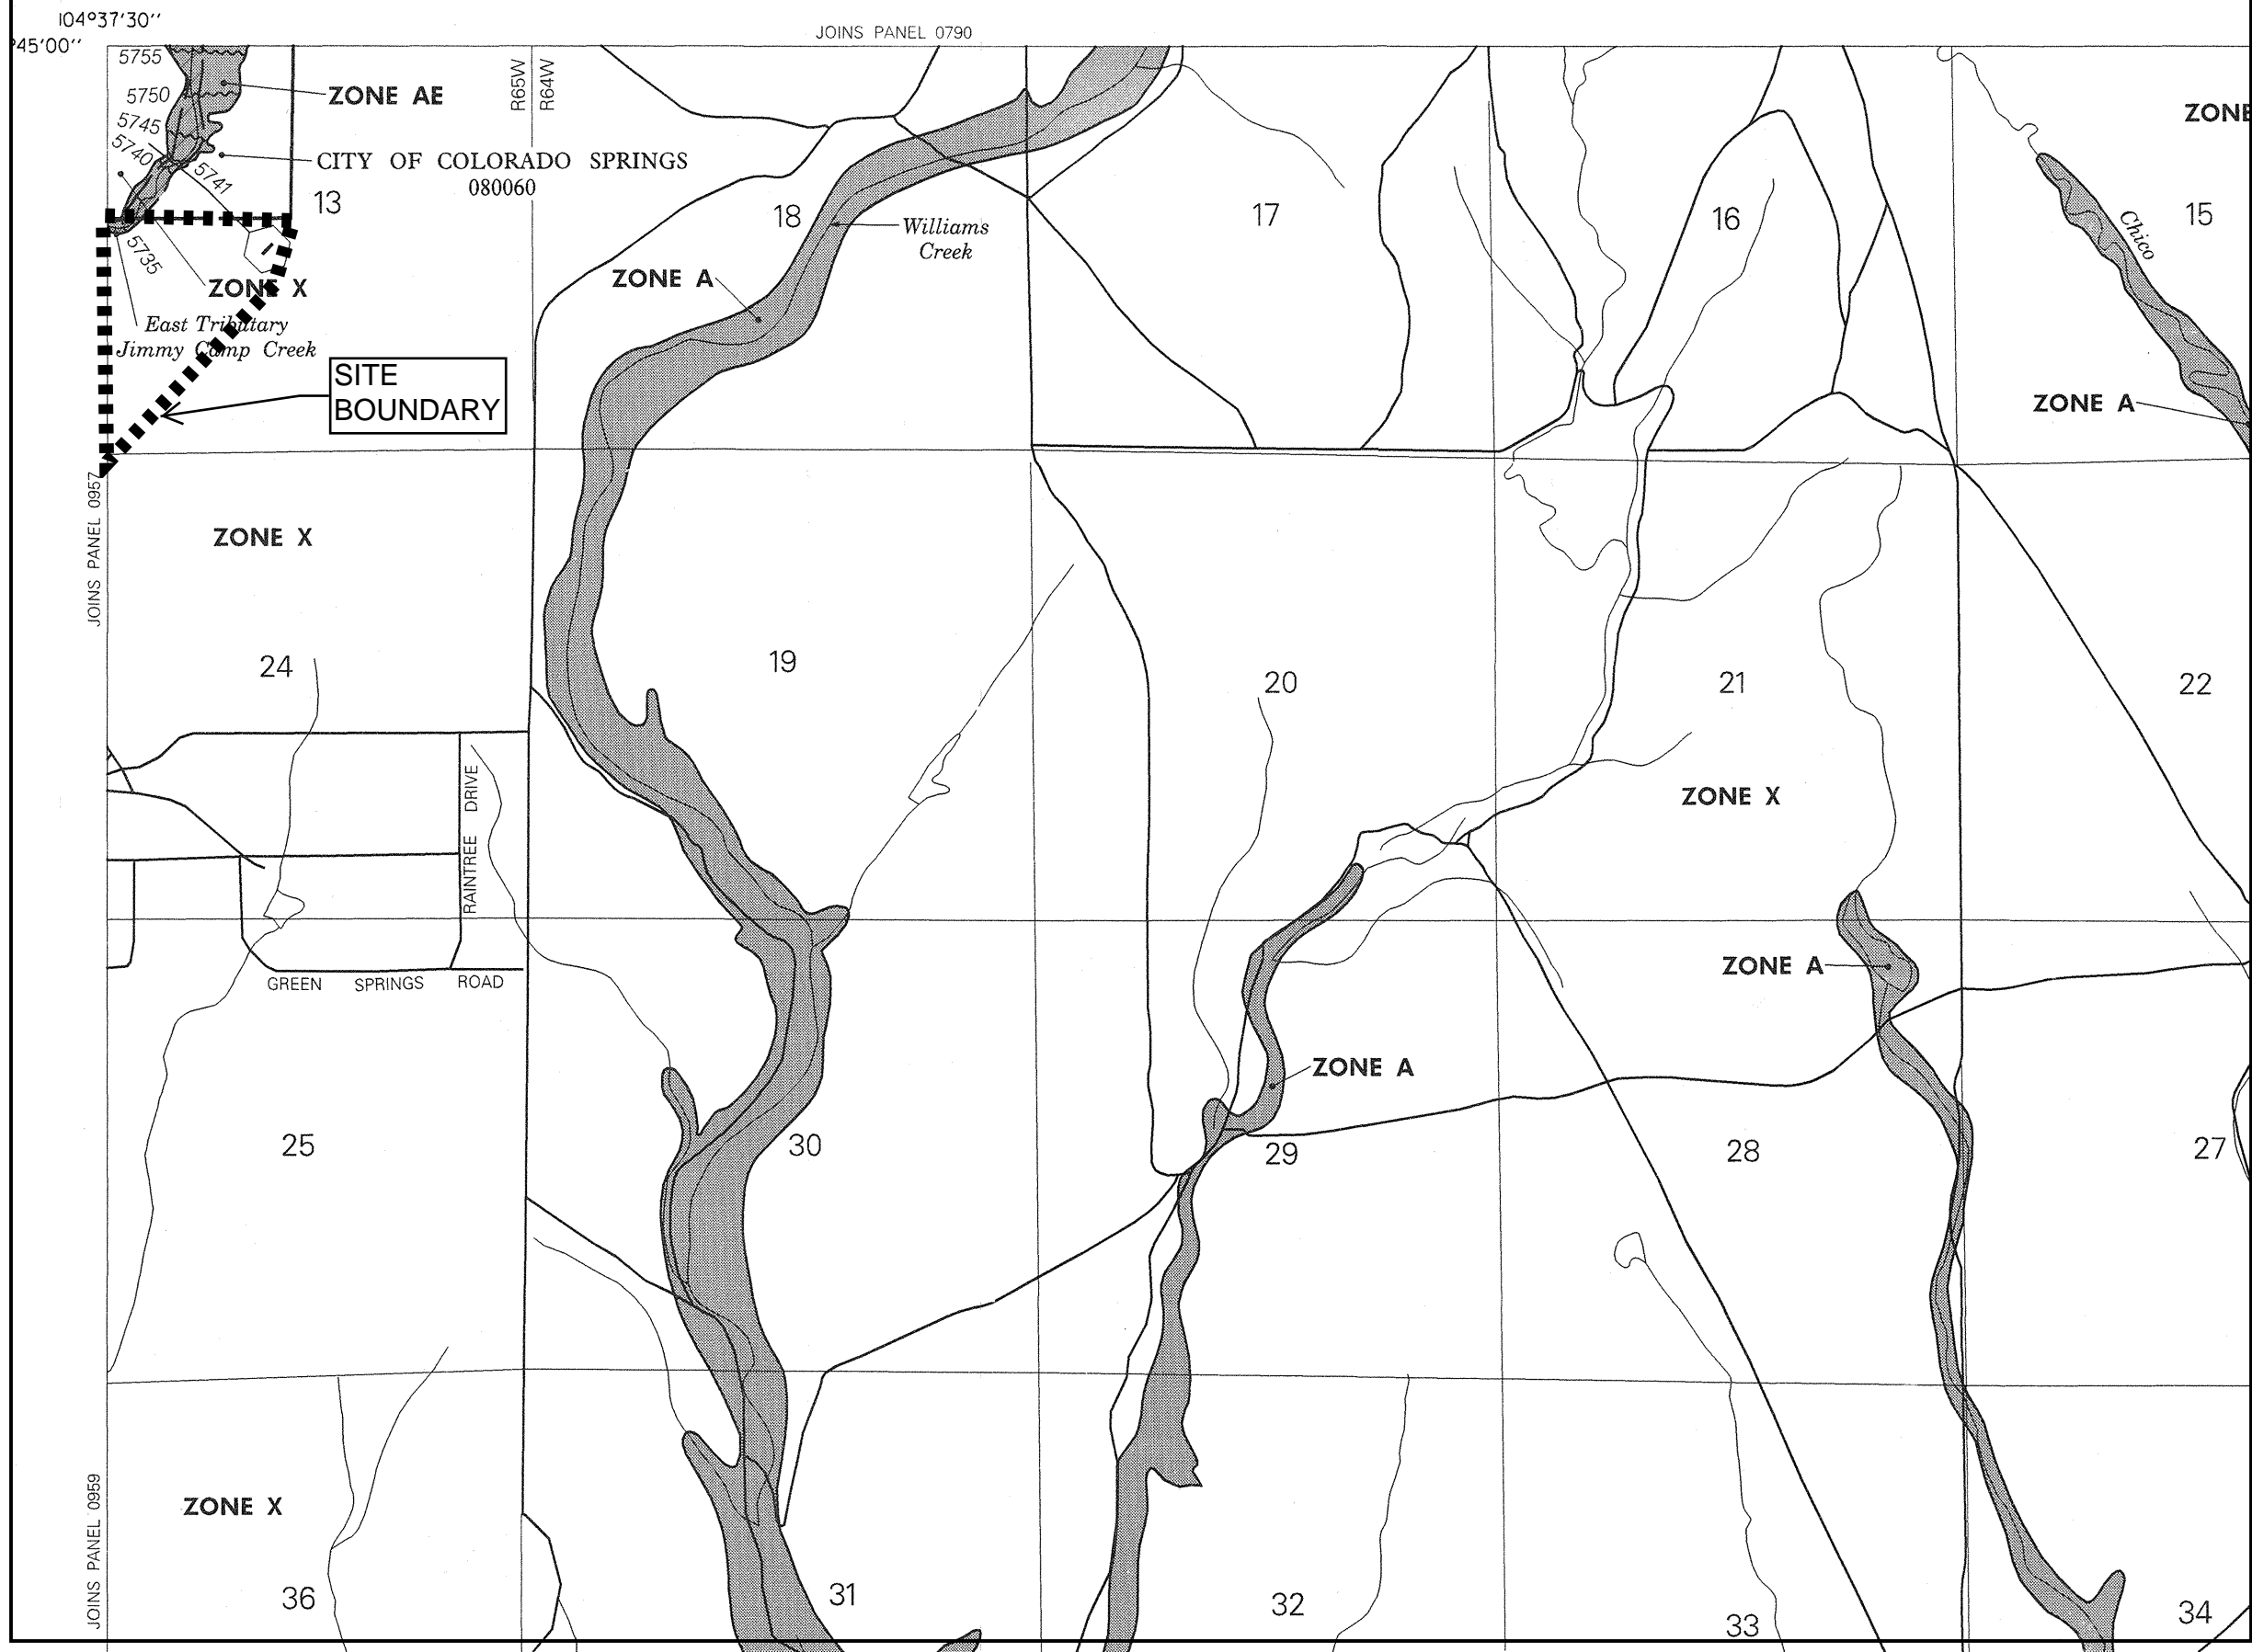 104°37'30''
°45'00''
JOINS PANEL 0790
5755
5750
5745
5740
5741
5735
ZONE AE
R65W
R64W
CITY OF COLORADO SPRINGS
080060
13
18
17
16
15
ZONE
Chico
Williams
Creek
ZONE A
ZONE X
East Tributary
Jimmy Camp Creek
SITE
BOUNDARY
ZONE A
JOINS PANEL 0957
ZONE X
24
19
20
21
22
RAINTREE DRIVE
ZONE X
GREEN SPRINGS ROAD
ZONE A
ZONE A
25
30
29
28
27
JOINS PANEL 0959
ZONE X
36
31
32
33
34